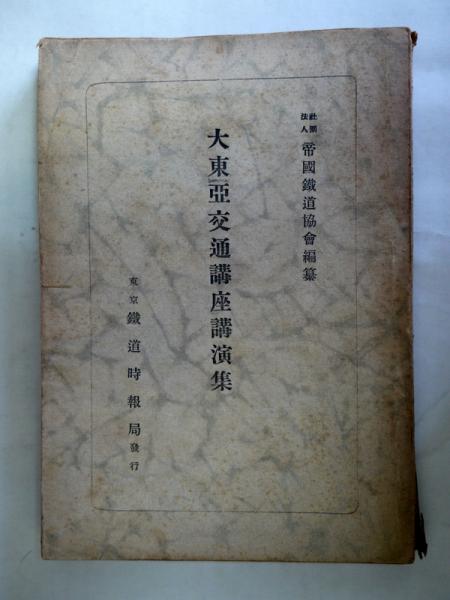 社團法人 帝國鐵道協會編纂
大東亞交通講座講演集
東京 鐵道時報局發行